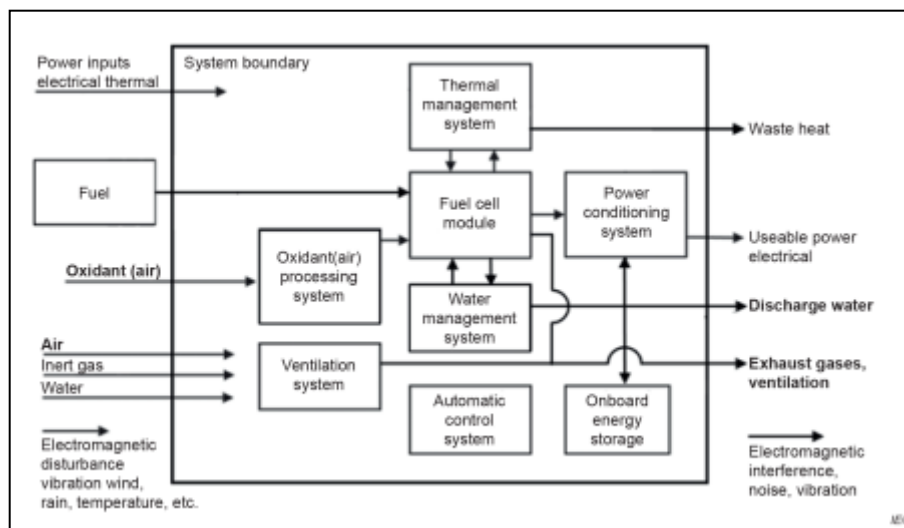 Power inputs
electrical thermal
System boundary
Thermal
management
system
Waste heat
Fuel
Fuel cell
module
Power
conditioning
system
Useable power
electrical
Oxidant (air)
Oxidant(air)
processing
system
Water
management
system
Discharge water
Air
Inert gas
Water
Ventilation
system
Exhaust gases,
ventilation
Automatic
control
system
Onboard
energy
storage
Electromagnetic
disturbance
vibration wind,
rain, temperature, etc.
Electromagnetic
interference,
noise, vibration